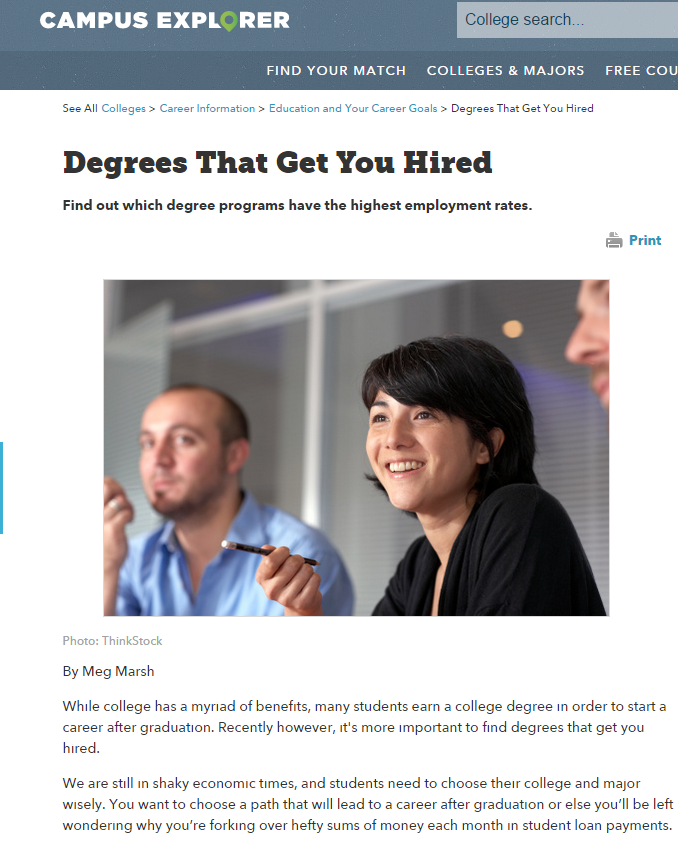 CAMPUS EXPLORER
College search...
FIND YOUR MATCH COLLEGES & MAJORS FREE COU
See All Colleges > Career Information > Education and Your Career Goals > Degrees That Get You Hired
Degrees That Get You Hired
Find out which degree programs have the highest employment rates.
Print
Photo: ThinkStock
By Meg Marsh
While college has a myriad of benefits, many students earn a college degree in order to start a
career after graduation. Recently however, it's more important to find degrees that get you
hired.
We are still in shaky economic times, and students need to choose their college and major
wisely. You want to choose a path that will lead to a career after graduation or else you’ll be left
wondering why you’re forking over hefty sums of money each month in student loan payments.